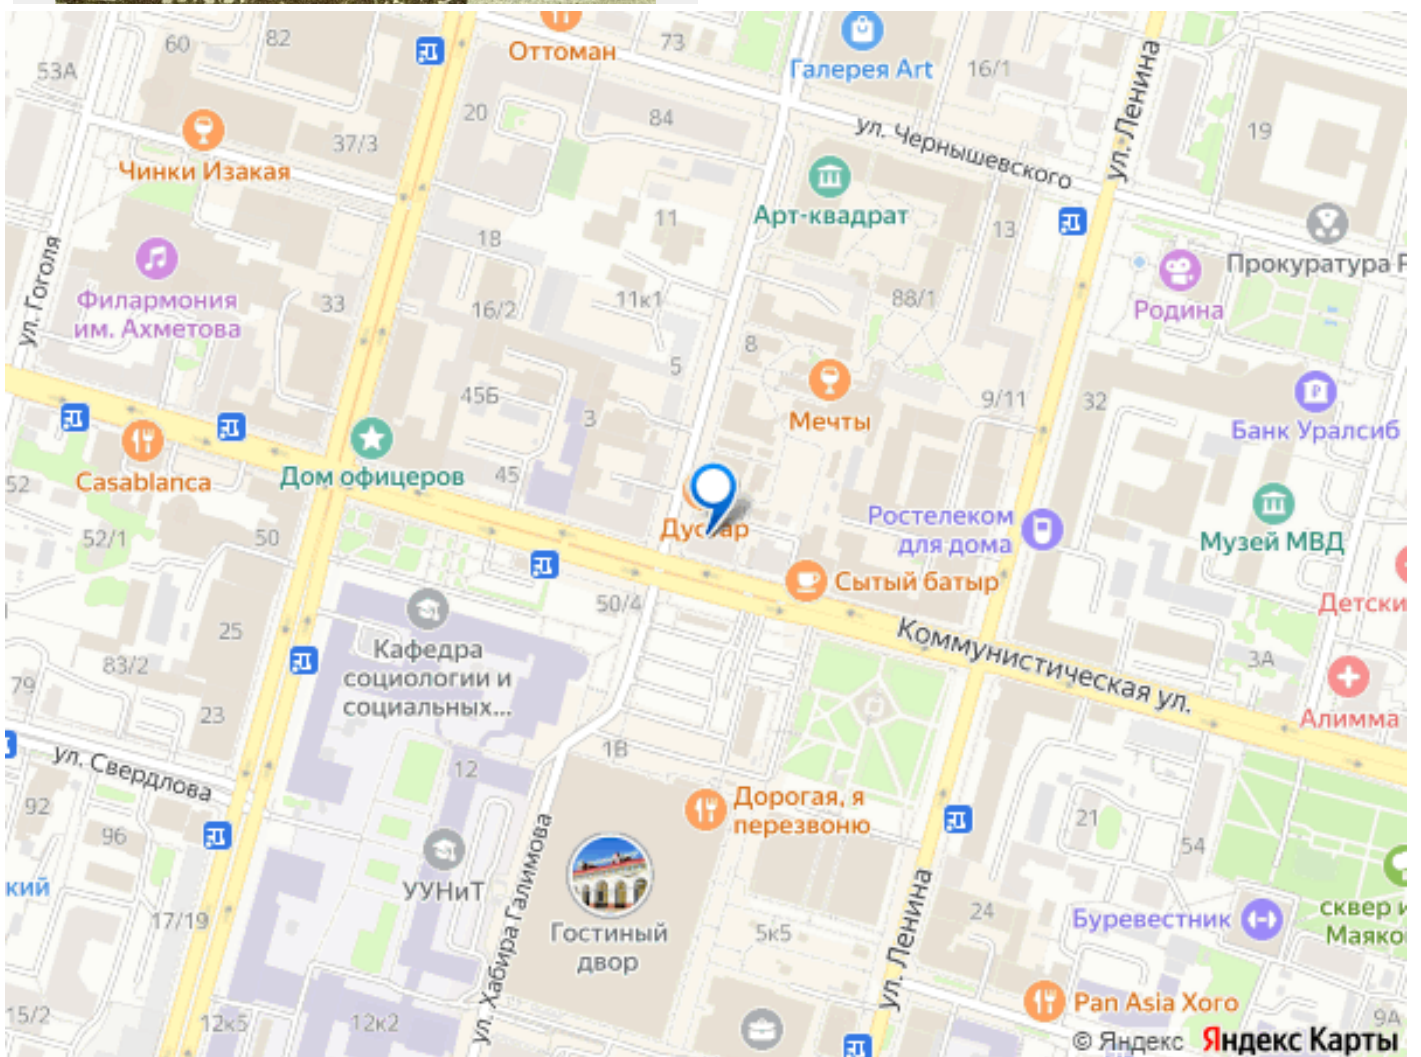 Оттоман
60
82
73
53А
Галерея Art
16/1
ул. Ленина
20
84
ул. Чернышевского
19
37/3
Чинки Изакая
Арт-квадрат
11
13
18
ул. Гоголя
Прокуратура Р
Филармония
им. Ахметова
33
16/2
11к1
88/1
Родина
8
5
45Б
3
Мечты
9/11
32
Банк Уралсиб
Дом офицеров
45
Casablanca
52
52/1
50
Ростелеком
для дома
Музей МВД
Сытый батыр
50/4
Детски
25
Кафедра
социологии и
социальных...
Коммунистическая ул.
83/2
3А
79
23
Алимма
1В
ул. Свердлова
12
92
96
Дорогая, я
перезвоню
21
54
ул. Хабира Галимова
УУНиТ
кий
17/19
Гостиный
двор
5к5
ул. Ленина
24
Буревестник
сквер и
Маяко
15/2
12к5
12к2
Pan Asia Xoro
9А
© Яндекс Яндекс Карты